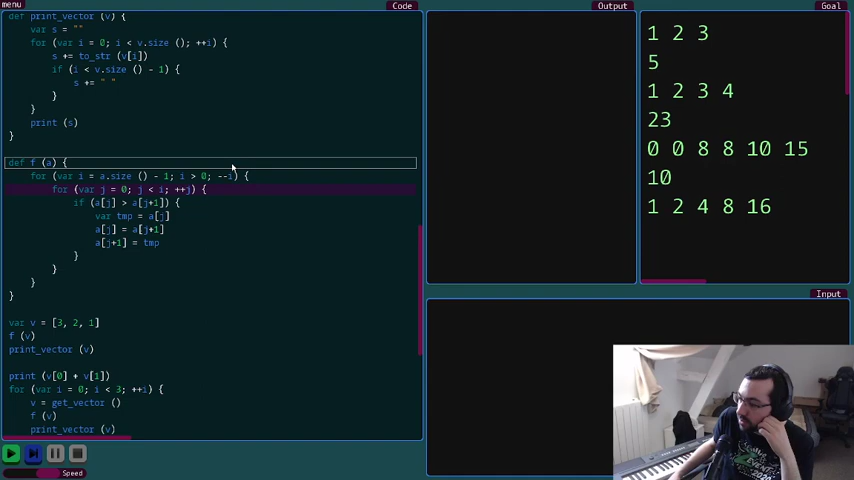 menu
Code
def print_vector (v) {
var s = ""
for (var i = 0; i < v.size (); ++i) {
s += to_str (v[i])
if (i < v.size () - 1) {
s += " "
}
}
print (s)
}
def f (a) {
for (var i = a.size () - 1; i > 0; --i) {
for (var j = 0; j < i; ++j) {
if (a[j] > a[j+1]) {
var tmp = a[j]
a[j] = a[j+1]
a[j+1] = tmp
}
}
}
}
var v = [3, 2, 1]
f (v)
print_vector (v)
print (v[0] + v[1])
for (var i = 0; i < 3; ++i) {
v = get_vector ()
f (v)
print_vector (v)
Speed
Output
Goal
1 2 3
5
1 2 3 4
23
0 0 8 8 10 15
10
1 2 4 8 16
Input